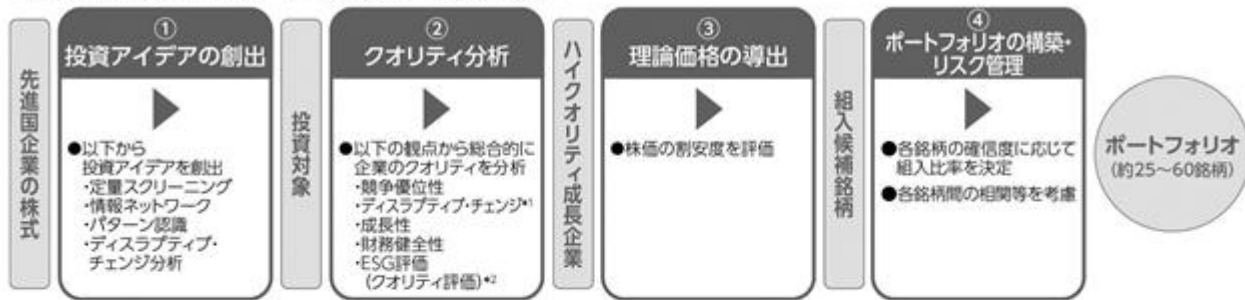 先進国企業の株式
①
投資アイデアの創出
●以下から
投資アイデアを創出
・定量スクリーニング
・情報ネットワーク
・パターン認識
・ディスラプティブ・
チェンジ分析
投資対象
②
クオリティ分析
●以下の観点から総合的に
企業のクオリティを分析
・競争優位性
・ディスラプティブ・チェンジ*1
・成長性
・財務健全性
・ESG評価
(クオリティ評価)*2
ハイクオリティ成長企業
③
理論価格の導出
●株価の割安度を評価
組入候補銘柄
④
ポートフォリオの構築・
リスク管理
●各銘柄の確信度に応じて
組入比率を決定
●各銘柄間の相関等を考慮
ポートフォリオ
(約25～60銘柄)